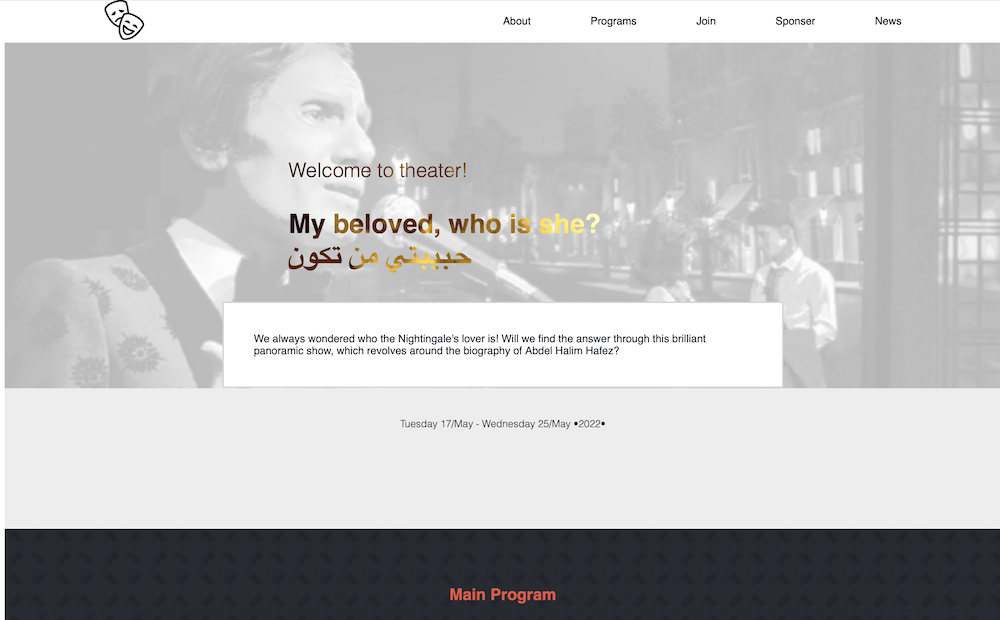 About Programs Join Sponser News
Welcome to theater!
My beloved, who is she?
حبيبتي من تكون
We always wondered who the Nightingale's lover is! Will we find the answer through this brilliant
panoramic show, which revolves around the biography of Abdel Halim Hafez?
Tuesday 17/May - Wednesday 25/May •2022•
Main Program